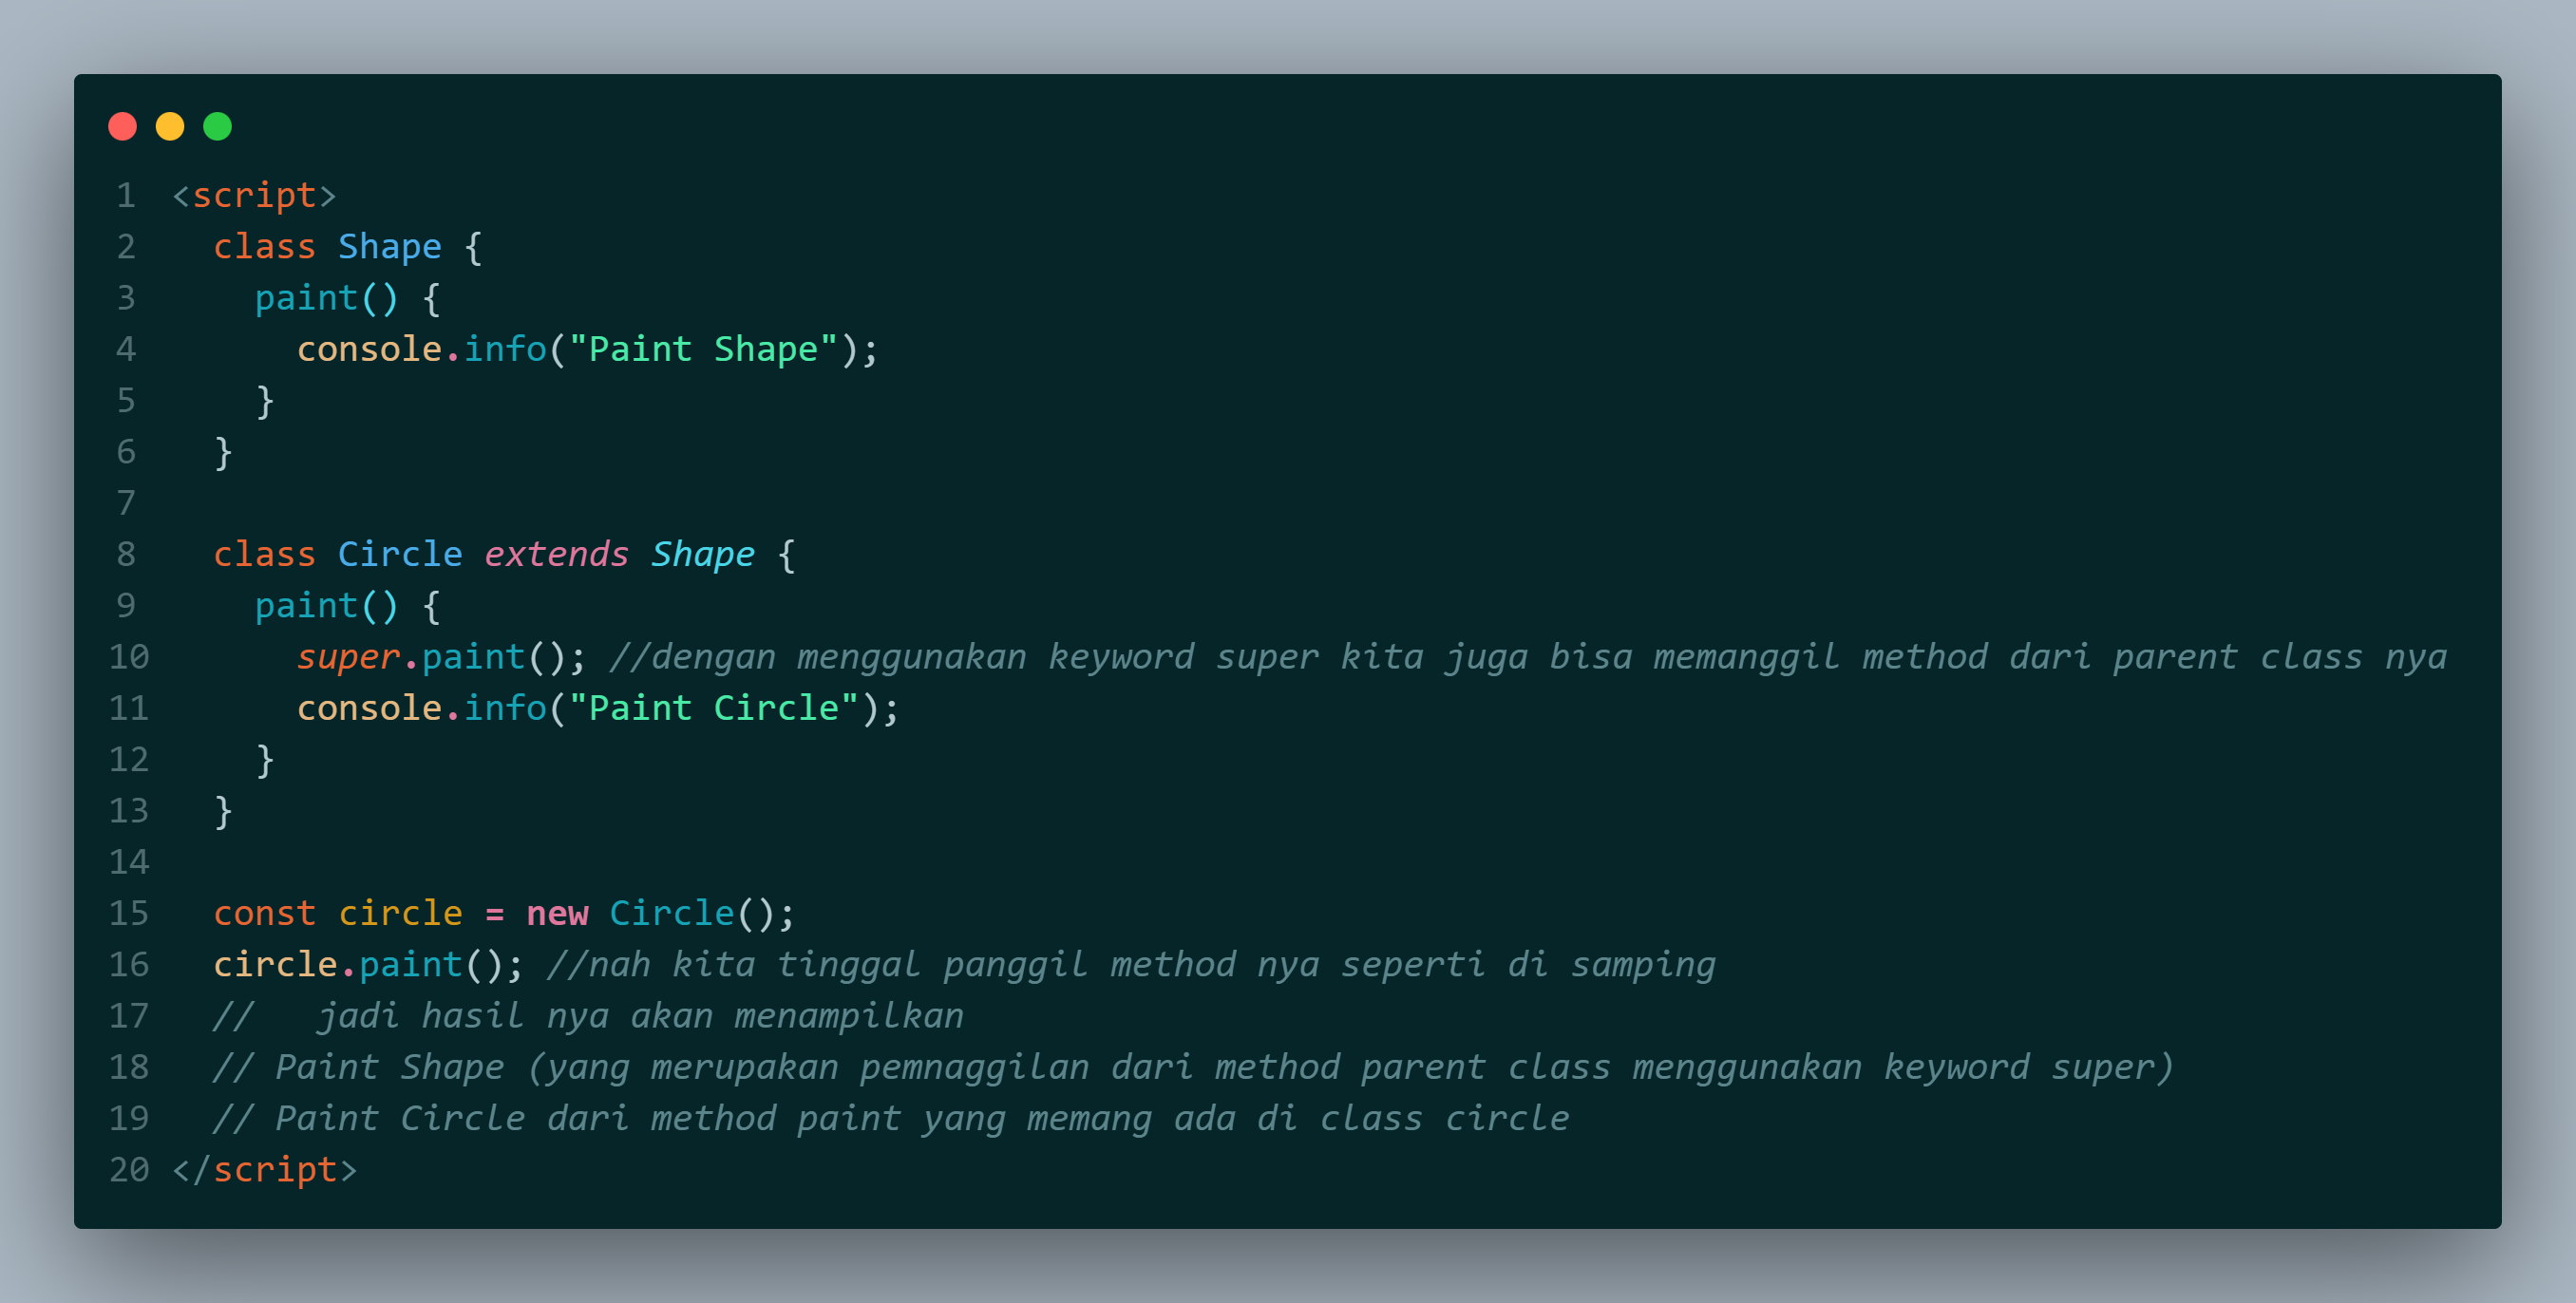 1 <script>
2   class Shape {
3     paint() {
4       console.info("Paint Shape");
5     }
6   }
7
8   class Circle extends Shape {
9     paint() {
10       super.paint(); //dengan menggunakan keyword super kita juga bisa memanggil method dari parent class nya
11       console.info("Paint Circle");
12     }
13   }
14
15   const circle = new Circle();
16   circle.paint(); //nah kita tinggal panggil method nya seperti di samping
17   //   jadi hasil nya akan menampilkan
18   // Paint Shape (yang merupakan pemnaggilan dari method parent class menggunakan keyword super)
19   // Paint Circle dari method paint yang memang ada di class circle
20 </script>